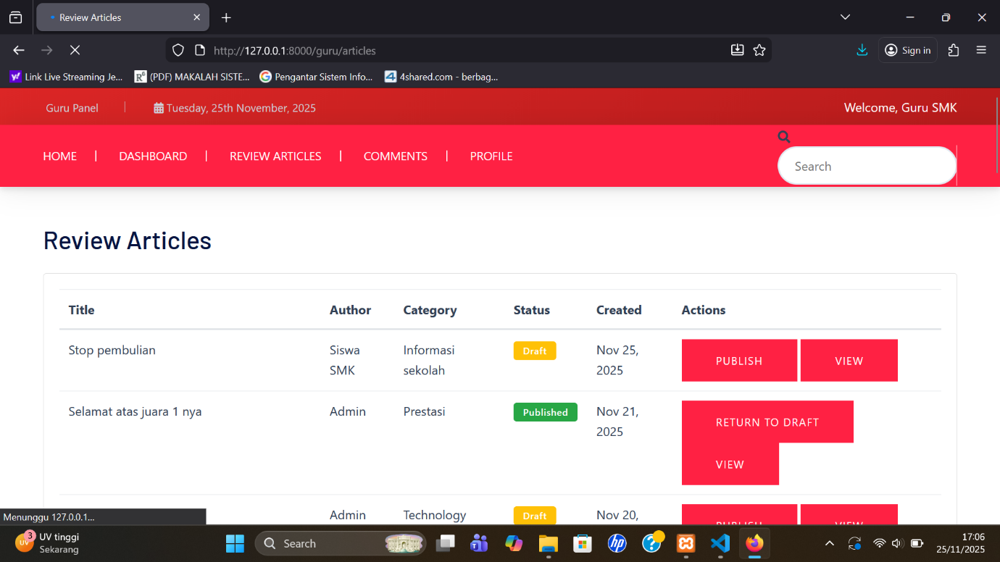 Review Articles
http://127.0.0.1:8000/guru/articles
Sign in
Link Live Streaming Je...
(PDF) MAKALAH SISTE...
Pengantar Sistem Info...
4shared.com - berbag...
Guru Panel
Tuesday, 25th November, 2025
Welcome, Guru SMK
HOME
DASHBOARD
REVIEW ARTICLES
COMMENTS
PROFILE
Search
Review Articles
Title Author Category Status Created Actions
Stop pembulian Siswa Informasi Draft Nov 25, PUBLISH VIEW
SMK sekolah 2025
Selamat atas juara 1 nya Admin Prestasi Published Nov 21, RETURN TO DRAFT
2025
VIEW
Admin Technology Draft Nov 20, PUBLISH VIEW
Menunggu 127.0.0.1...
3
UV
UV tinggi
Sekarang
Search
17:06
25/11/2025